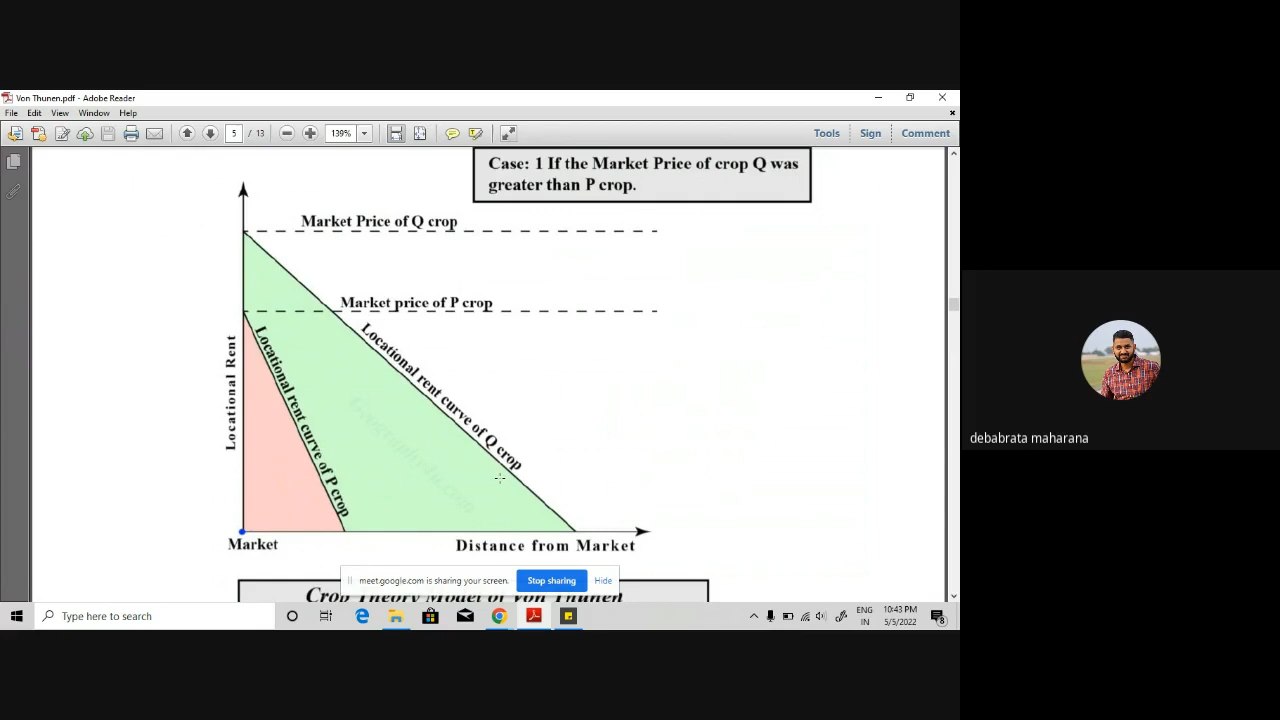 Von Thunen.pdf - Adobe Reader
File Edit View Window Help
5 / 13 139% Tools Sign Comment
Case: 1 If the Market Price of crop Q was
greater than P crop.
Market Price of Q crop
Market price of P crop
Locational rent curve of Q crop
Locational rent curve of P crop
Locational Rent
Market
Distance from Market
debabrata maharana
meet.google.com is sharing your screen. Stop sharing Hide
Crop Theory Model of Von Thunen
Type here to search
ENG 10:43 PM
IN 5/5/2022
8